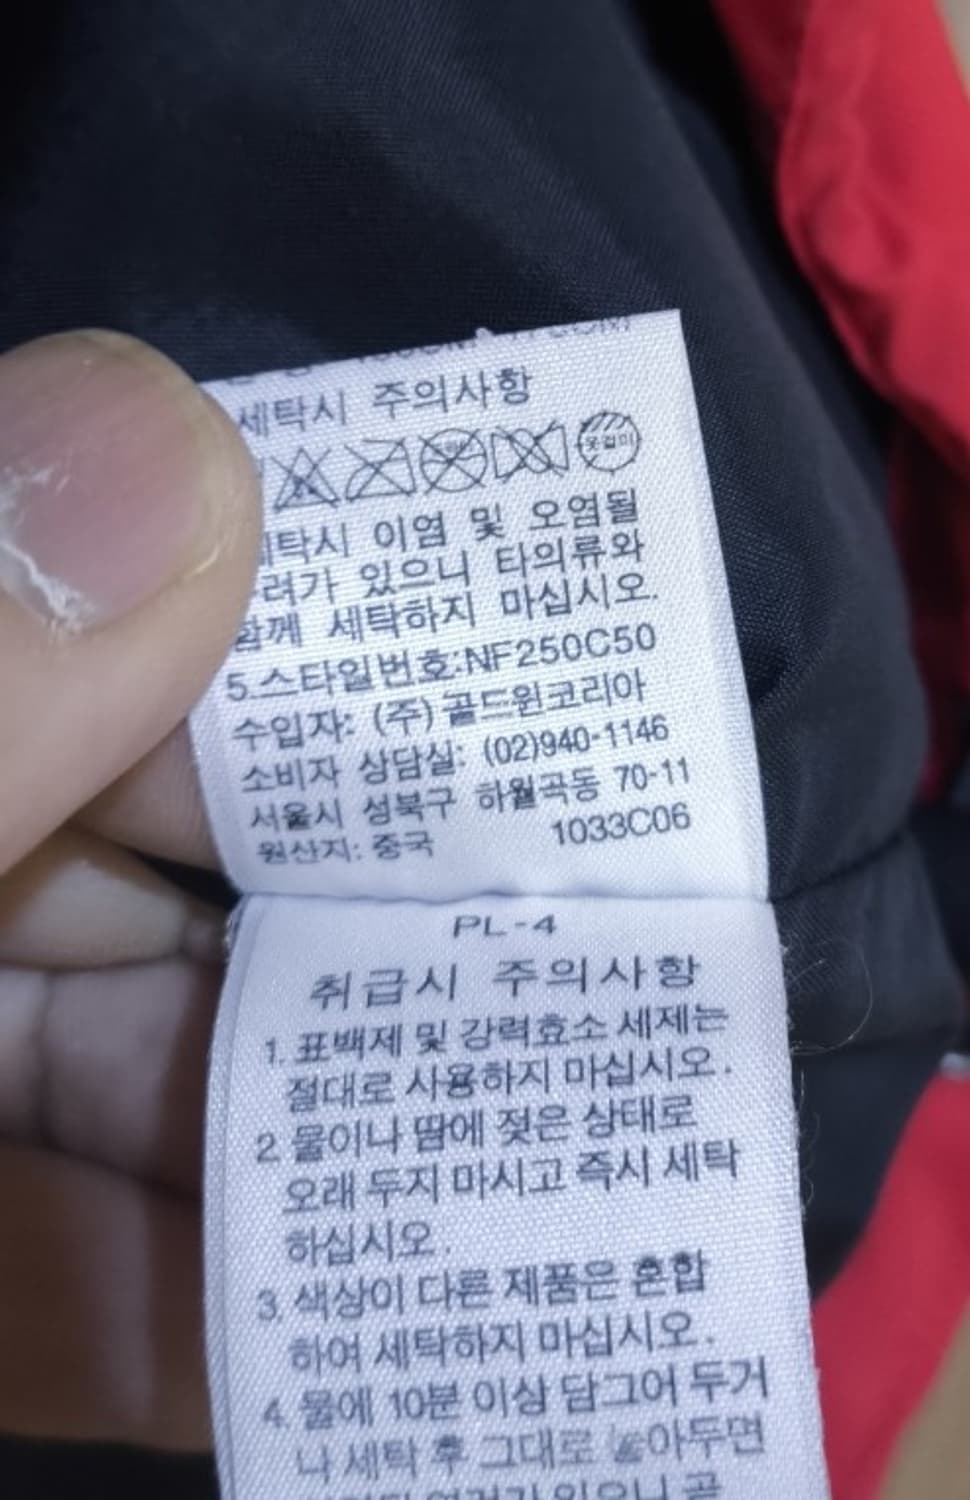 세탁시 주의사항
옷걸이
세탁시 이염 및 오염될
우려가 있으니 타의류와
함께 세탁하지 마십시오.
5.스타일번호:NF250C50
수입자: (주)골드윈코리아
소비자 상담실: (02)940-1146
서울시 성북구 하월곡동 70-11
원산지: 중국 1033C06
PL-4
취급시 주의사항
1. 표백제 및 강력효소 세제는
절대로 사용하지 마십시오.
2. 물이나 땀에 젖은 상태로
오래 두지 마시고 즉시 세탁
하십시오.
3. 색상이 다른 제품은 혼합
하여 세탁하지 마십시오.
4. 물에 10분 이상 담그어 두거
나 세탁 후 그대로 놓아두면